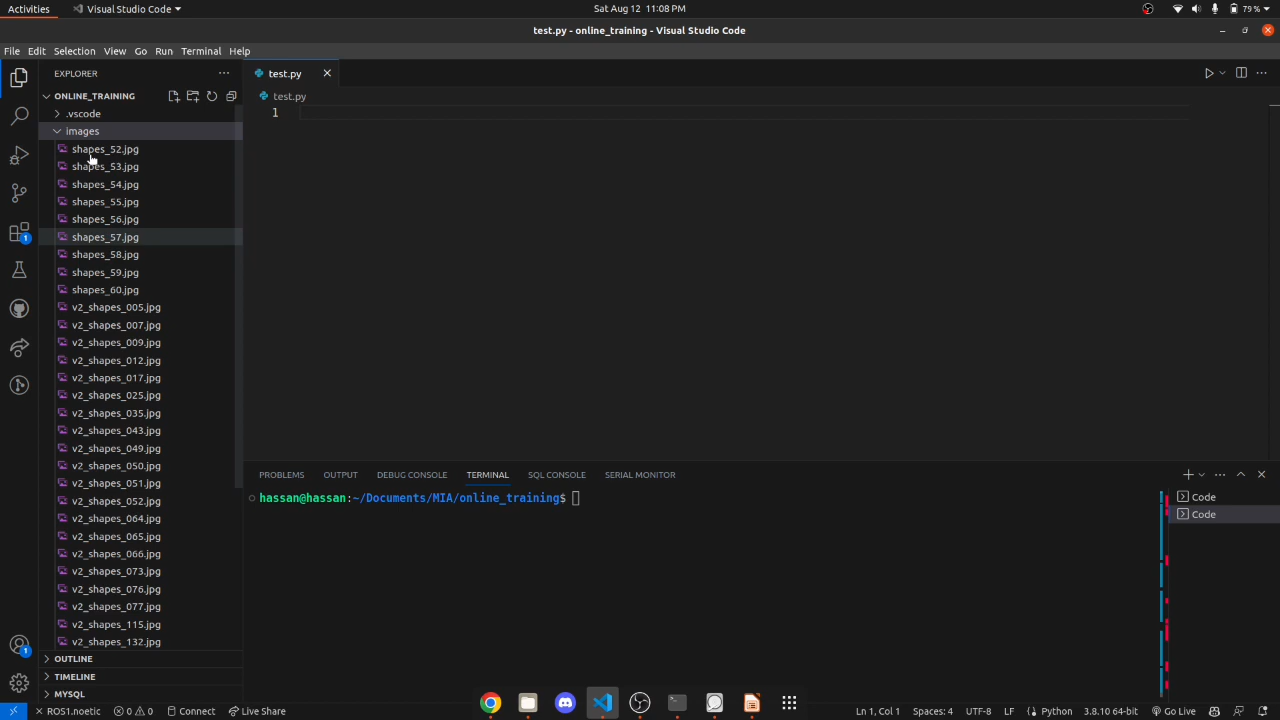 Activities
Visual Studio Code
Sat Aug 12 11:08 PM
79 %
test.py - online_training - Visual Studio Code
File Edit Selection View Go Run Terminal Help
EXPLORER
test.py
ONLINE_TRAINING
test.py
.vscode
1
images
shapes_52.jpg
shapes_53.jpg
shapes_54.jpg
shapes_55.jpg
shapes_56.jpg
shapes_57.jpg
shapes_58.jpg
shapes_59.jpg
shapes_60.jpg
v2_shapes_005.jpg
v2_shapes_007.jpg
v2_shapes_009.jpg
v2_shapes_012.jpg
v2_shapes_017.jpg
v2_shapes_025.jpg
v2_shapes_035.jpg
v2_shapes_043.jpg
v2_shapes_049.jpg
v2_shapes_050.jpg
v2_shapes_051.jpg
v2_shapes_052.jpg
v2_shapes_064.jpg
v2_shapes_065.jpg
v2_shapes_066.jpg
v2_shapes_073.jpg
v2_shapes_076.jpg
v2_shapes_077.jpg
v2_shapes_115.jpg
v2_shapes_132.jpg
OUTLINE
TIMELINE
MYSQL
PROBLEMS OUTPUT DEBUG CONSOLE TERMINAL SQL CONSOLE SERIAL MONITOR
hassan@hassan:~/Documents/MIA/online_training$
Code
Code
1
1
ROS1.noetic 0 0 Connect Live Share
Ln 1, Col 1 Spaces: 4 UTF-8 LF Python 3.8.10 64-bit Go Live